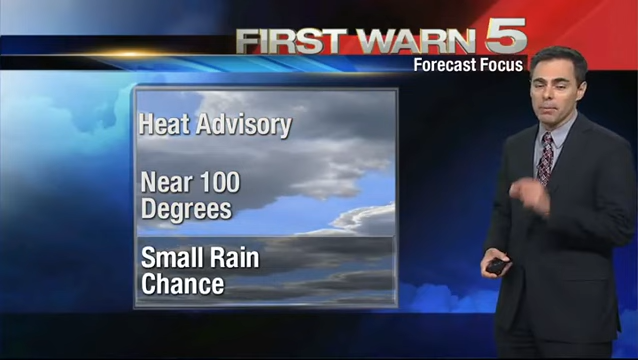 FIRST WARN 5
Forecast Focus
Heat Advisory
Near 100
Degrees
Small Rain
Chance